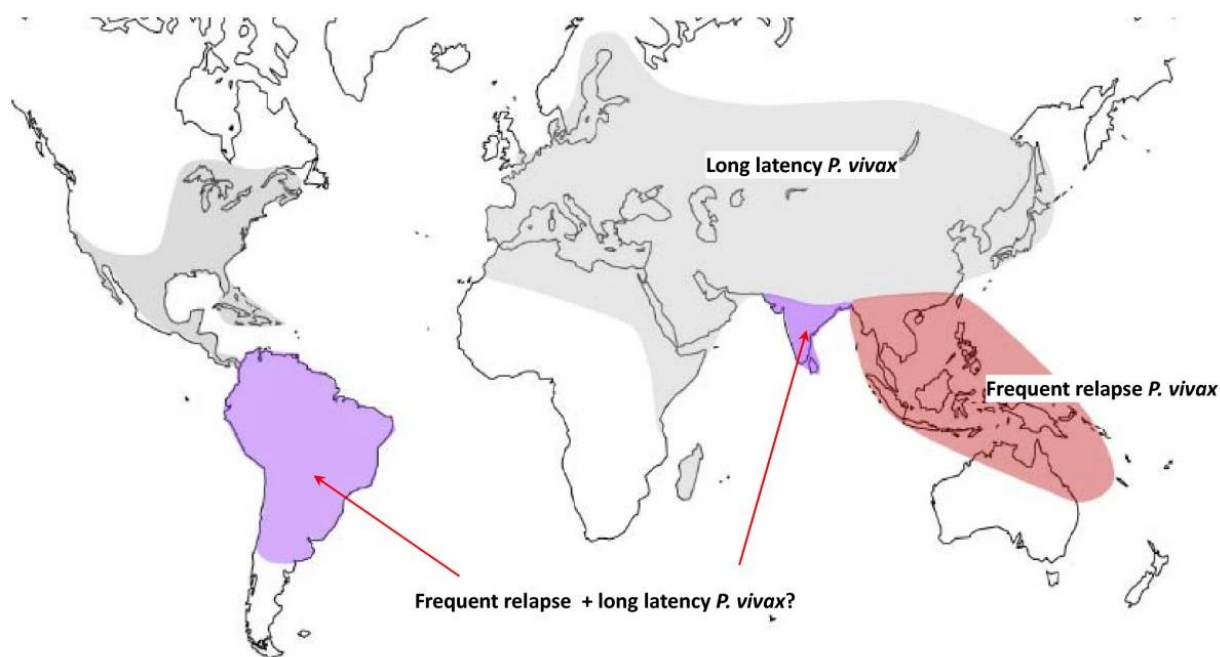 Long latency P. vivax
Frequent relapse P. vivax
Frequent relapse + long latency P. vivax?